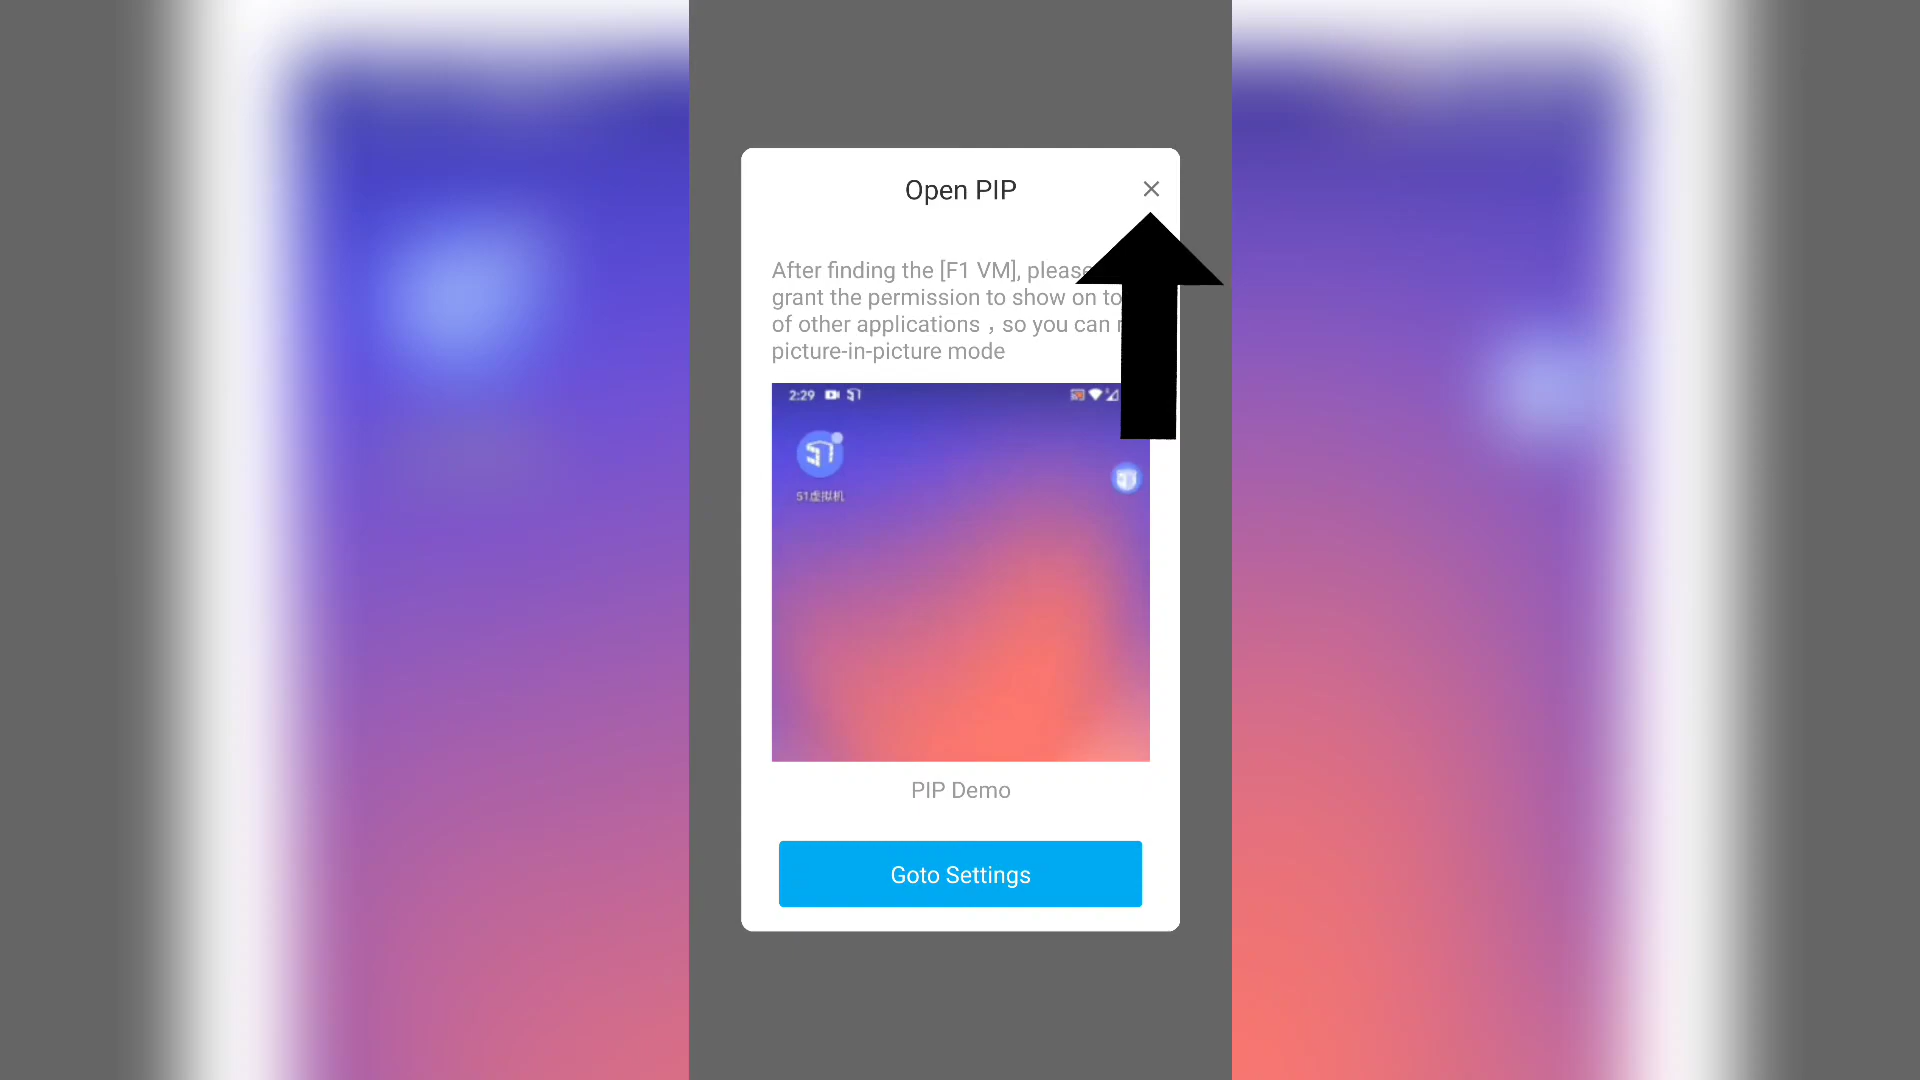 Open PIP
After finding the [F1 VM], please
grant the permission to show on to
of other applications , so you can
picture-in-picture mode
2:29
51虚拟机
PIP Demo
Goto Settings